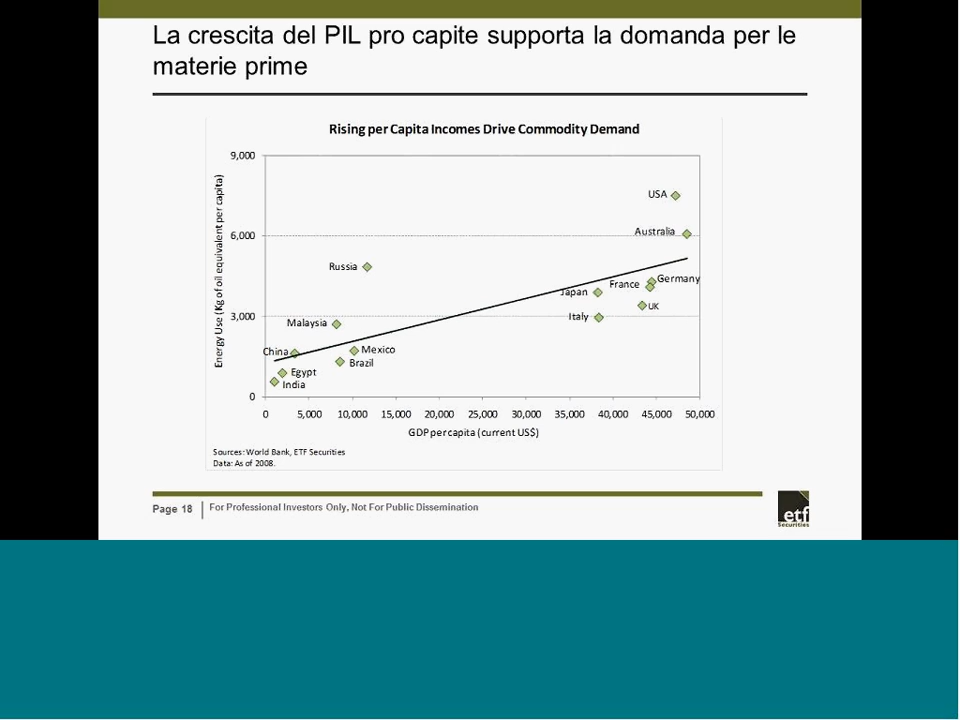 La crescita del PIL pro capite supporta la domanda per le
materie prime
Rising per Capita Incomes Drive Commodity Demand
Energy Use (Kg of oil equivalent per capita)
9,000
6,000
3,000
0
USA
Australia
Russia
Germany
France
Japan
UK
Italy
Malaysia
China
Mexico
Brazil
Egypt
India
0 5,000 10,000 15,000 20,000 25,000 30,000 35,000 40,000 45,000 50,000
GDP per capita (current US$)
Sources: World Bank, ETF Securities
Data: As of 2008.
Page 18 For Professional Investors Only, Not For Public Dissemination
etf
Securities